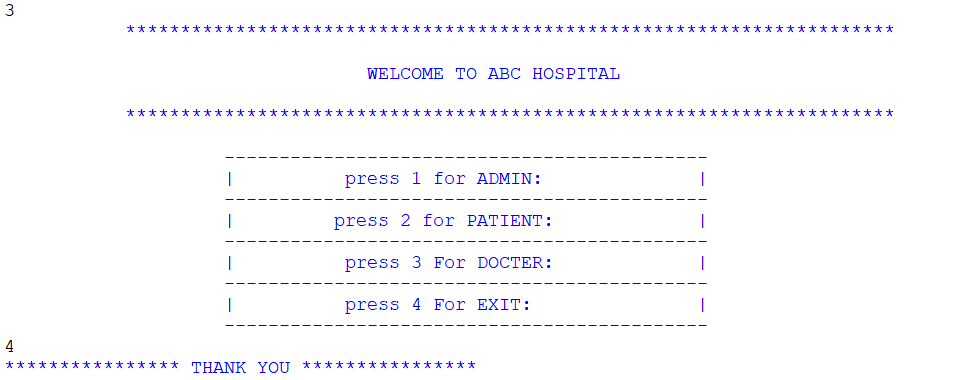 3
**********************************************************************
WELCOME TO ABC HOSPITAL
**********************************************************************
--------------------------------------------
| press 1 for ADMIN: |
--------------------------------------------
| press 2 for PATIENT: |
--------------------------------------------
| press 3 For DOCTER: |
--------------------------------------------
| press 4 For EXIT: |
--------------------------------------------
4
**************** THANK YOU ****************